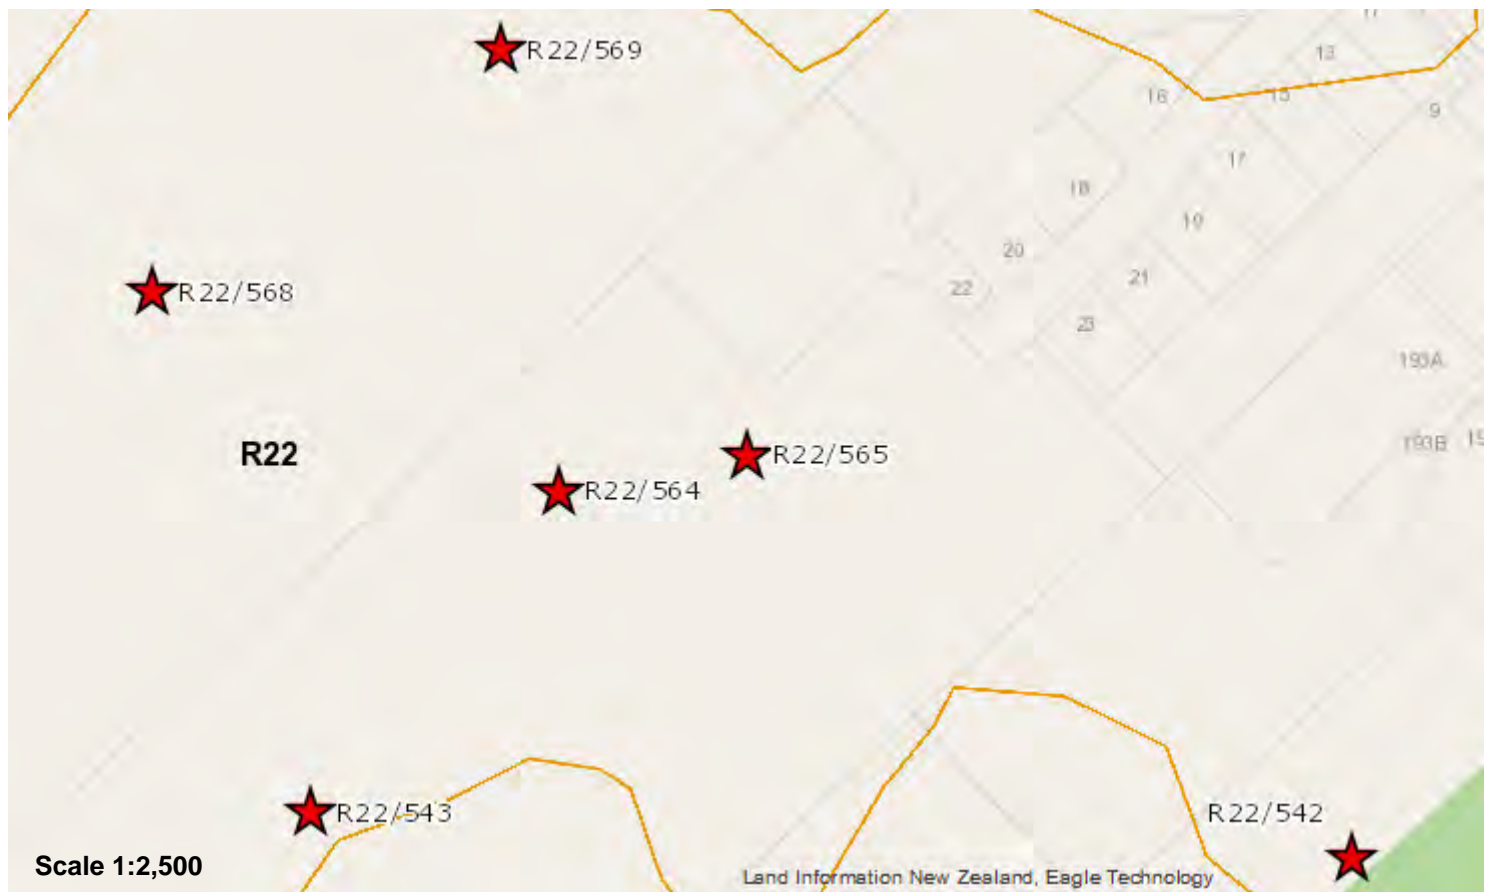 R22/569
13
16
15
9
17
18
19
20
21
22
R22/568
23
193A
R22
193B
R22/565
R22/564
R22/543
R22/542
Scale 1:2,500
Land Information New Zealand, Eagle Technology